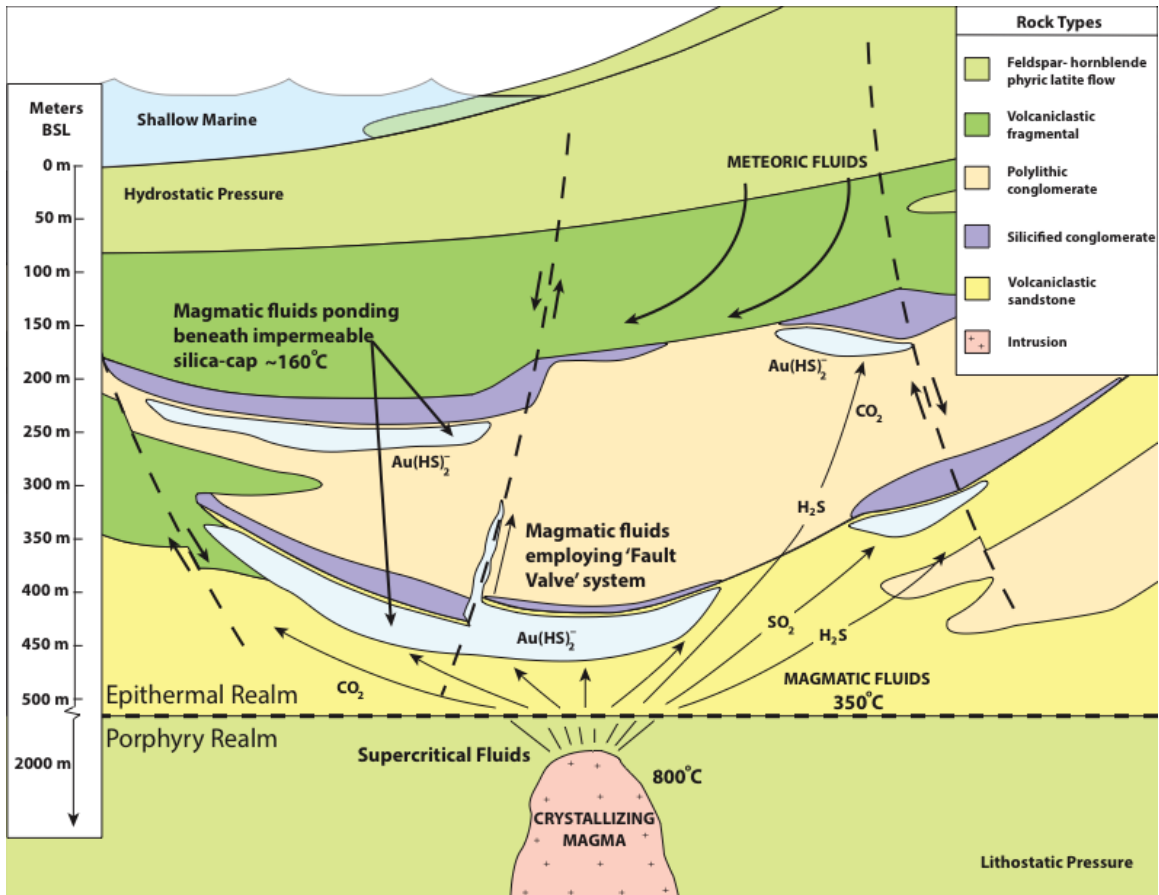 Rock Types
Feldspar- hornblende
phyric latite flow
Volcaniclastic
fragmental
Polylithic
conglomerate
Silicified conglomerate
Volcaniclastic
sandstone
Intrusion
Meters
BSL
0 m
50 m
100 m
150 m
200 m
250 m
300 m
350 m
400 m
450 m
500 m
2000 m
Shallow Marine
Hydrostatic Pressure
METEORIC FLUIDS
Magmatic fluids ponding
beneath impermeable
silica-cap ~160°C
Au(HS)₂⁻
Au(HS)₂⁻
CO₂
H₂S
Magmatic fluids
employing 'Fault
Valve' system
Au(HS)₂⁻
SO₂
H₂S
CO₂
MAGMATIC FLUIDS
350°C
Epithermal Realm
Porphyry Realm
Supercritical Fluids
800°C
CRYSTALLIZING
MAGMA
Lithostatic Pressure